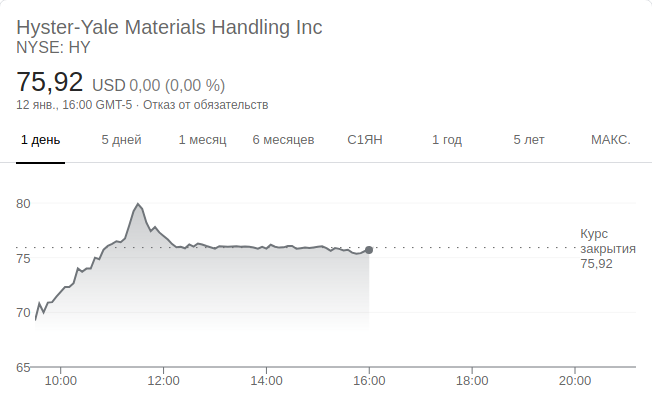 Hyster-Yale Materials Handling Inc
NYSE: HY
75,92 USD 0,00 (0,00 %)
12 янв., 16:00 GMT-5 · Отказ от обязательств
1 день 5 дней 1 месяц 6 месяцев С1ЯН 1 год 5 лет МАКС.
80
Курс
закрытия
75,92
75
70
65
10:00 12:00 14:00 16:00 18:00 20:00